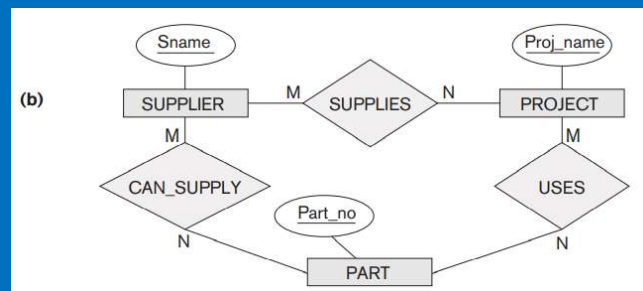 Sname
Proj_name
(b)
SUPPLIER
M
SUPPLIES
N
PROJECT
M
M
CAN_SUPPLY
USES
Part_no
N
N
PART